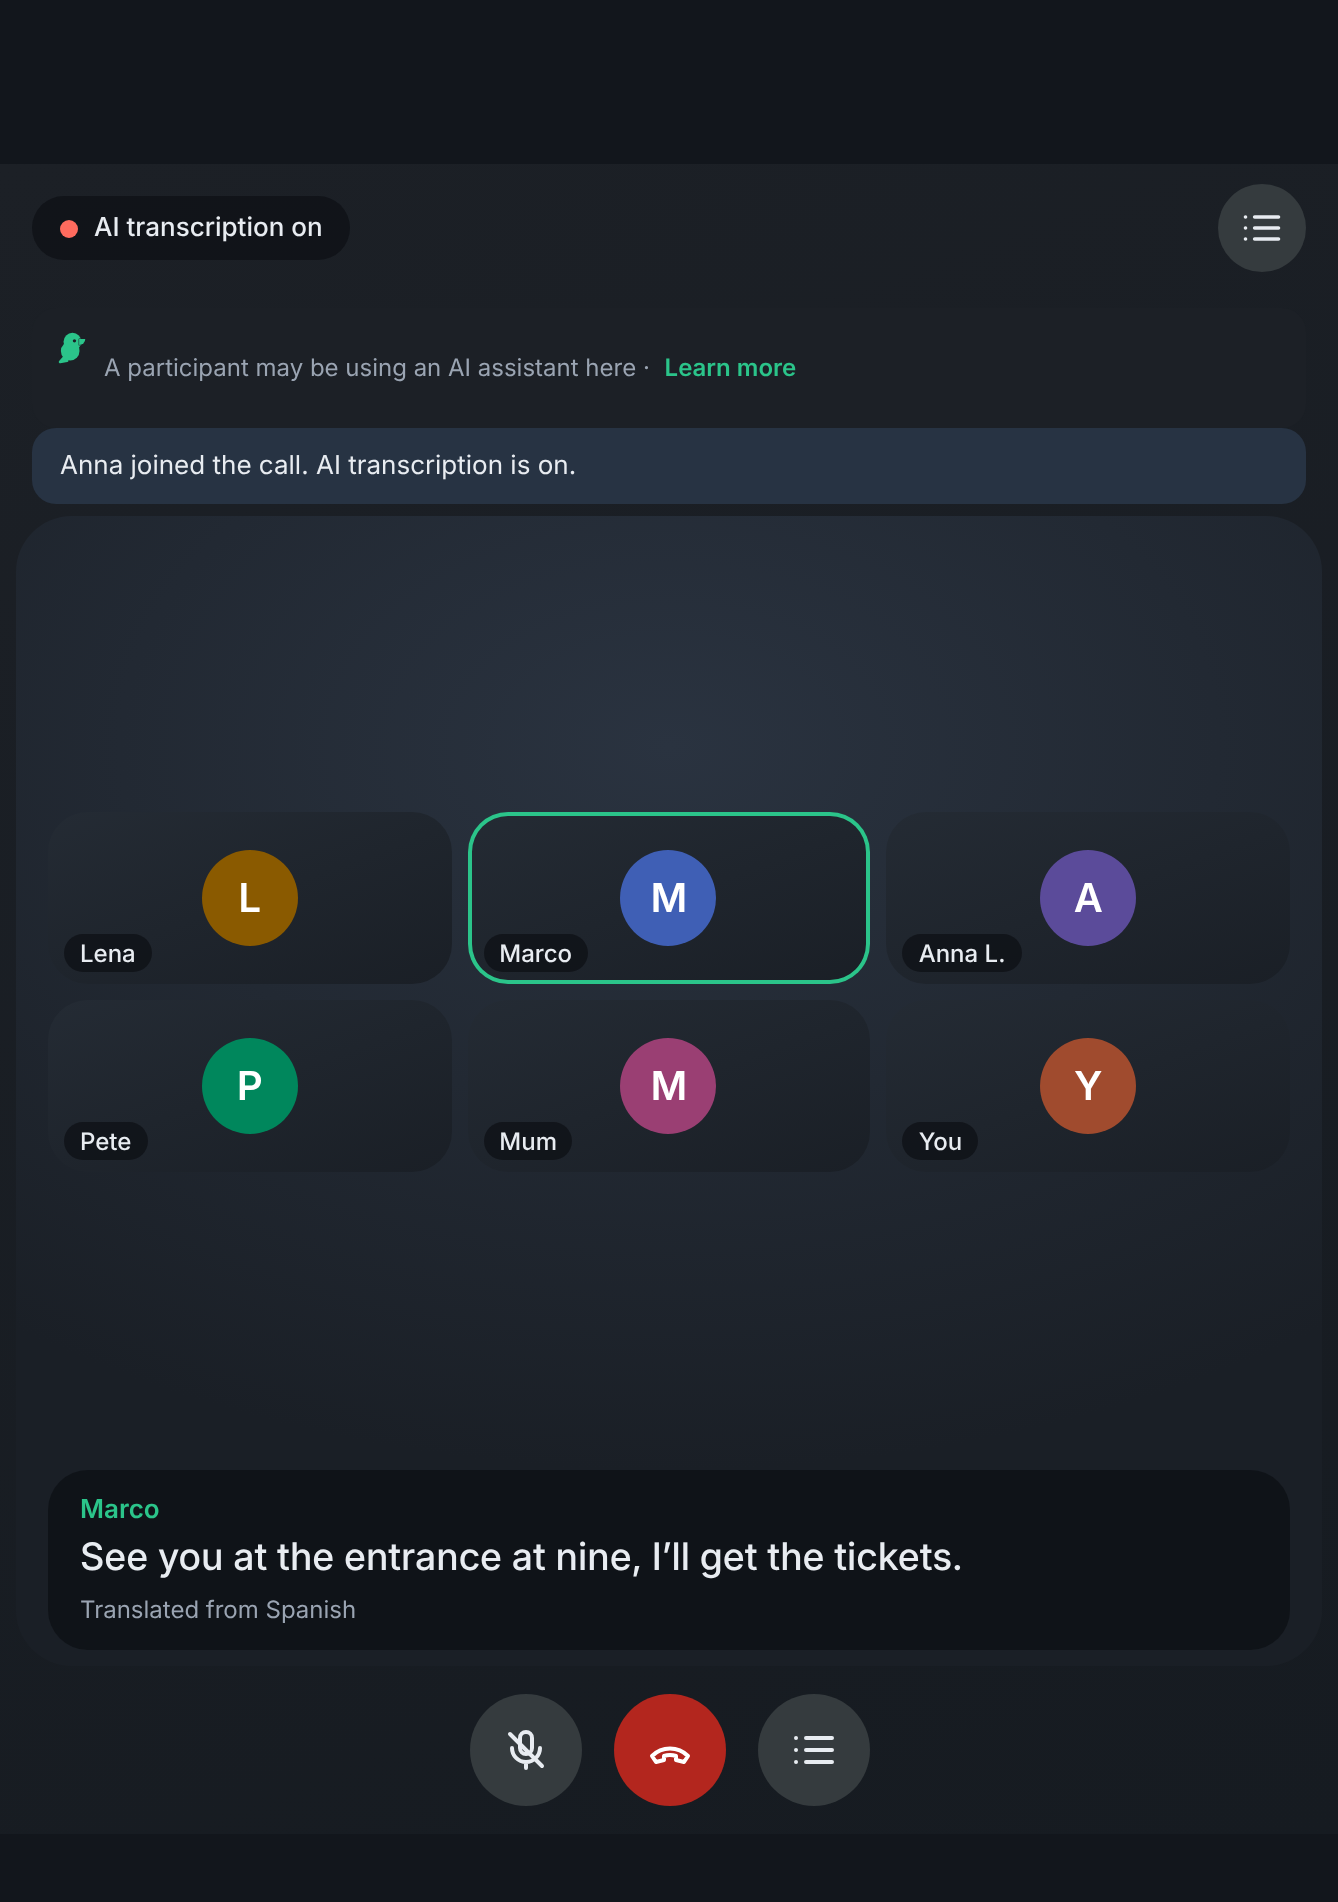 AI transcription on
A participant may be using an AI assistant here · Learn more
Anna joined the call. AI transcription is on.
L
Lena
M
Marco
A
Anna L.
P
Pete
M
Mum
Y
You
Marco
See you at the entrance at nine, I’ll get the tickets.
Translated from Spanish